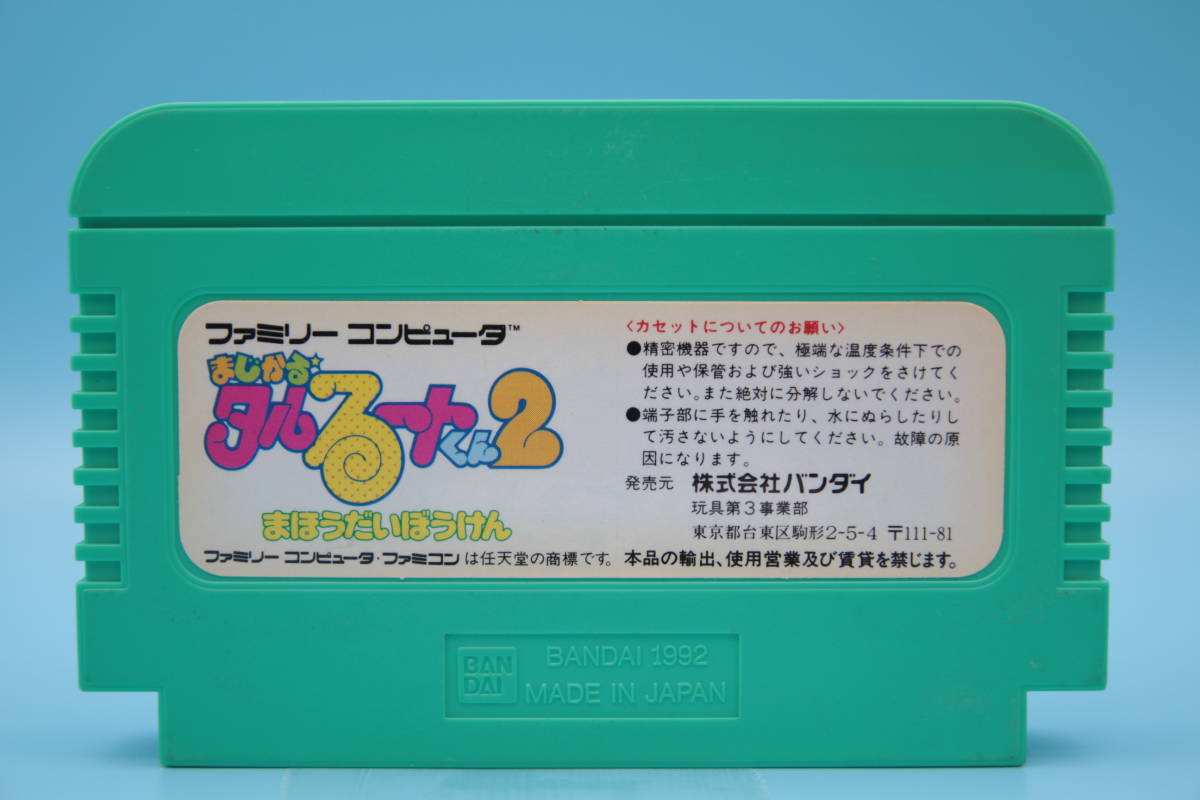 ファミリー コンピュータ™
まじかる☆
タルるートくん2
まほうだいぼうけん
ファミリー コンピュータ・ファミコンは任天堂の商標です。
〈カセットについてのお願い〉
●精密機器ですので、極端な温度条件下での
使用や保管および強いショックをさけてく
ださい。また絶対に分解しないでください。
●端子部に手を触れたり、水にぬらしたりし
て汚さないようにしてください。故障の原
因になります。
発売元 株式会社バンダイ
玩具第3事業部
東京都台東区駒形2-5-4 〒111-81
本品の輸出、使用営業及び賃貸を禁じます。
BAN
DAI
BANDAI 1992
MADE IN JAPAN